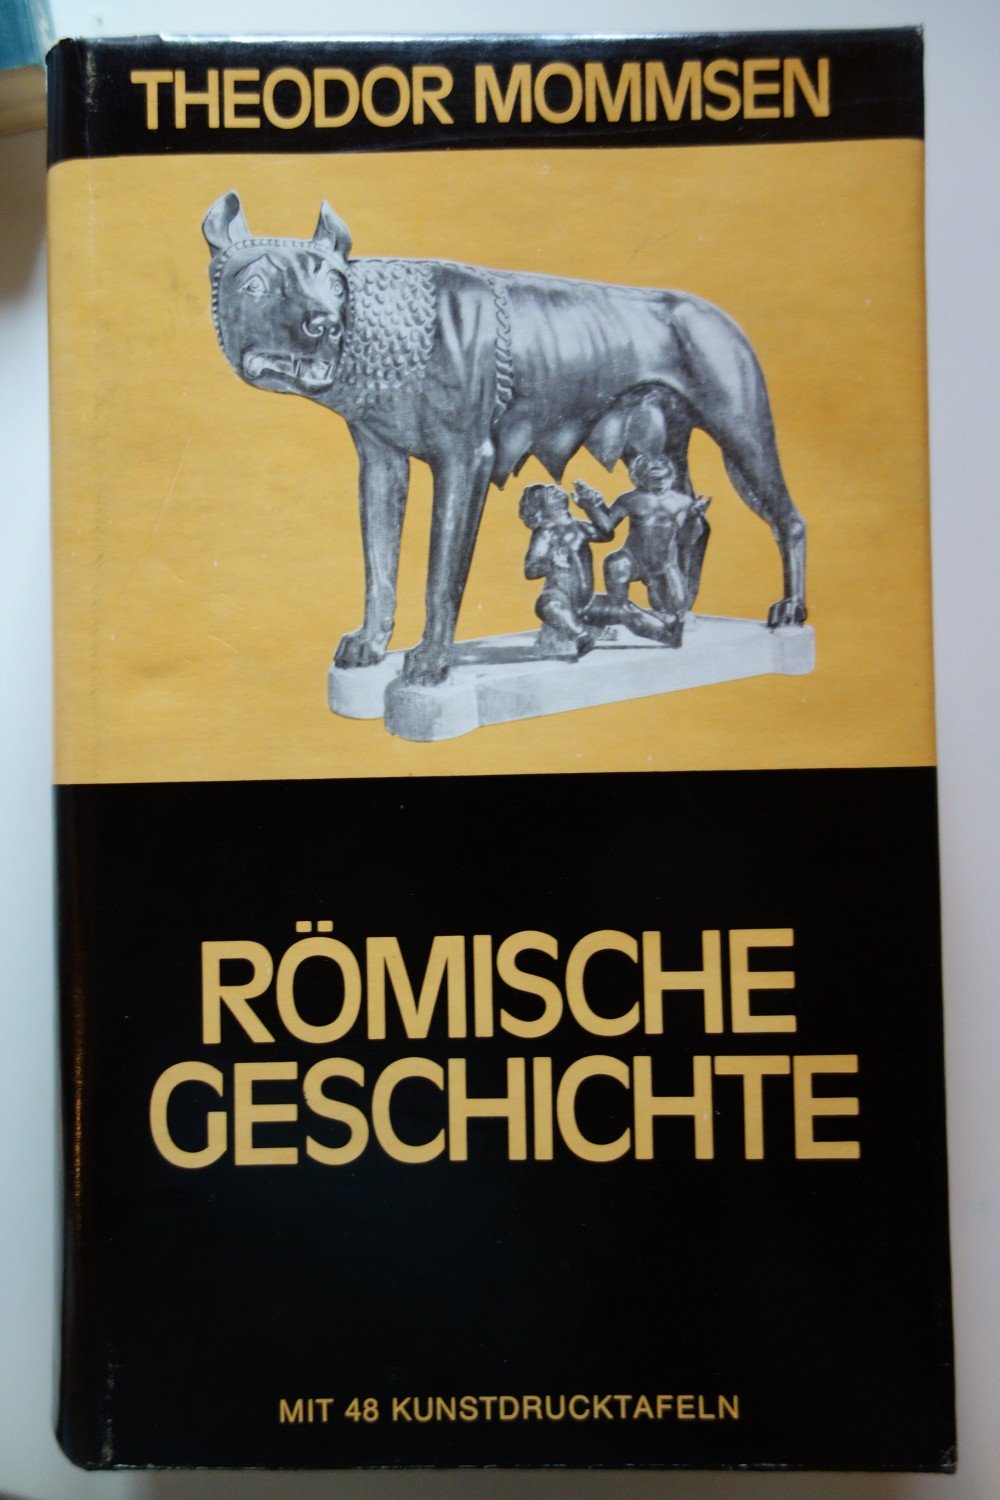 THEODOR MOMMSEN
RÖMISCHE
GESCHICHTE
MIT 48 KUNSTDRUCKTAFELN